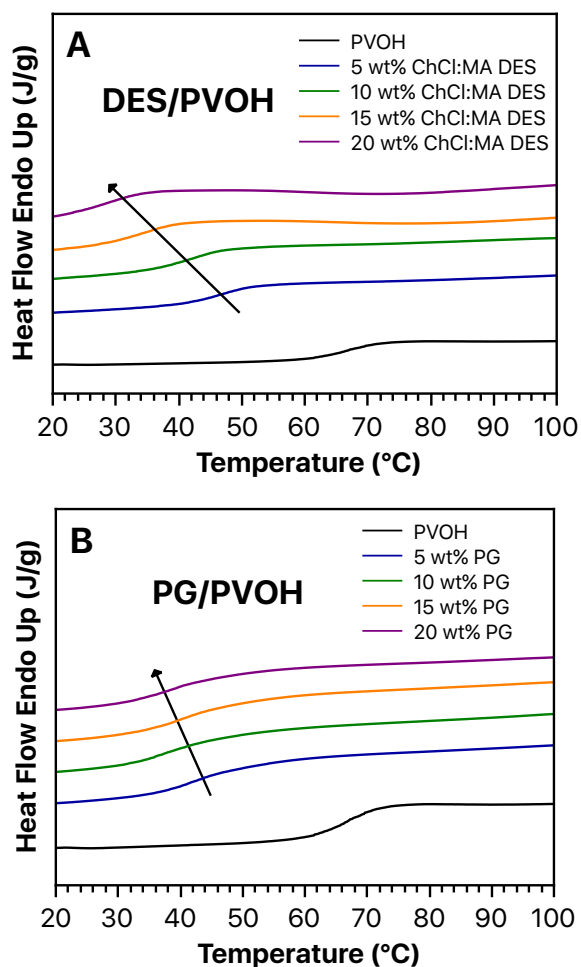 A
DES/PVOH
PVOH
5 wt% ChCl:MA DES
10 wt% ChCl:MA DES
15 wt% ChCl:MA DES
20 wt% ChCl:MA DES
Heat Flow Endo Up (J/g)
20 30 40 50 60 70 80 90 100
Temperature (°C)
B
PG/PVOH
PVOH
5 wt% PG
10 wt% PG
15 wt% PG
20 wt% PG
Heat Flow Endo Up (J/g)
20 30 40 50 60 70 80 90 100
Temperature (°C)